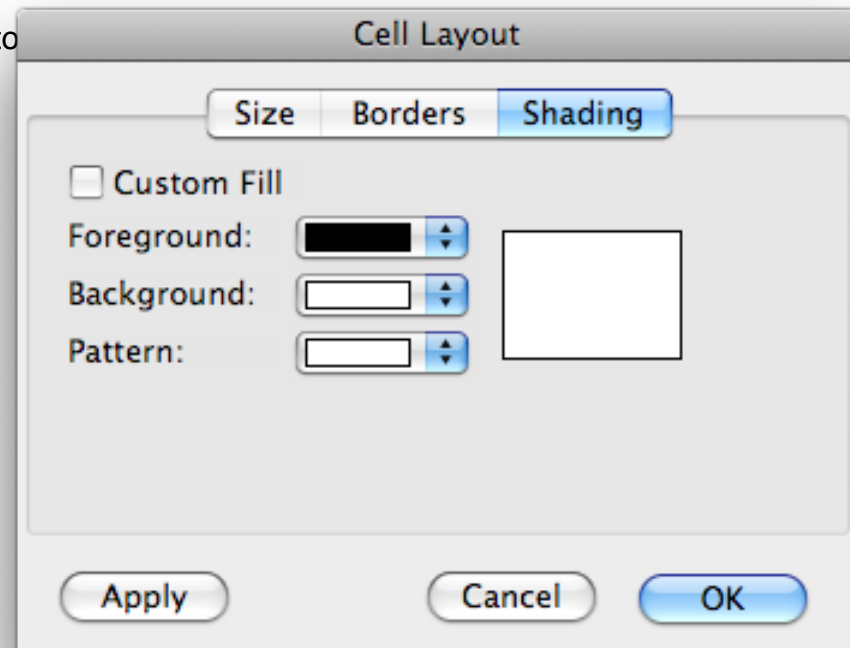 Cell Layout
Size Borders Shading
Custom Fill
Foreground:
Background:
Pattern:
Apply Cancel OK